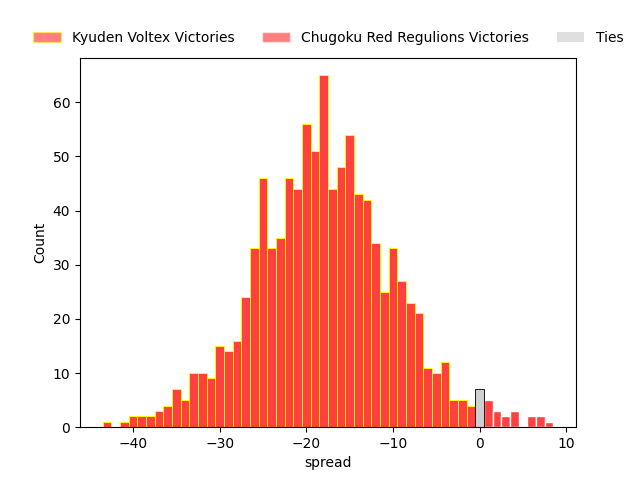 Kyuden Voltex Victories Chugoku Red Regulions Victories Ties
60
50
40
30
20
10
0
Count
−40 −30 −20 −10 0 10
spread